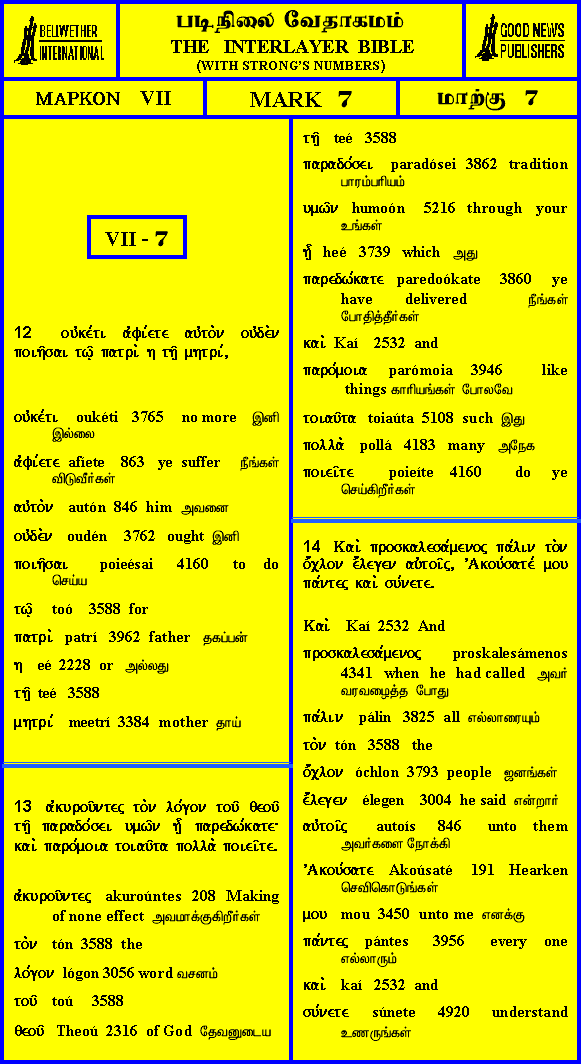 BELLWETHER
INTERNATIONAL
படிநிலை வேதாகமம்
THE INTERLAYER BIBLE
(WITH STRONG'S NUMBERS)
GOOD NEWS
PUBLISHERS
ΜΑΡΚΟΝ VII
MARK 7
மாற்கு 7
VII - 7
12 οὐκέτι ἀφίετε αὐτὸν οὐδὲν
ποιῆσαι τῷ πατρὶ η τῇ μητρί,
οὐκέτι oukéti 3765 no more இனி
இல்லை
ἀφίετε afíete 863 ye suffer நீங்கள்
விடுவீர்கள்
αὐτὸν autón 846 him அவனை
οὐδὲν oudén 3762 ought இனி
ποιῆσαι poieésai 4160 to do
செய்ய
τῷ toó 3588 for
πατρὶ patrí 3962 father தகப்பன்
η eé 2228 or அல்லது
τῇ teé 3588
μητρί meetrí 3384 mother தாய்
13 ἀκυροῦντες τὸν λόγον τοῦ θεοῦ
τῇ παραδόσει υμῶν ᾗ παρεδώκατε·
καὶ παρόμοια τοιαῦτα πολλὰ ποιεῖτε.
ἀκυροῦντες akuroúntes 208 Making
of none effect அவமாக்குகிறீர்கள்
τὸν tón 3588 the
λόγον lógon 3056 word வசனம்
τοῦ toú 3588
θεοῦ Theoú 2316 of God தேவனுடைய
τῇ teé 3588
παραδόσει paradósei 3862 tradition
பாரம்பரியம்
υμῶν humoón 5216 through your
உங்கள்
ᾗ heé 3739 which அது
παρεδώκατε paredoókate 3860 ye
have delivered நீங்கள்
போதித்தீர்கள்
καὶ Kaí 2532 and
παρόμοια parómoia 3946 like
things காரியங்கள் போலவே
τοιαῦτα toiaúta 5108 such இது
πολλὰ pollá 4183 many அநேக
ποιεῖτε poieíte 4160 do ye
செய்கிறீர்கள்
14 Καὶ προσκαλεσάμενος πάλιν τὸν
ὄχλον ἔλεγεν αὐτοῖς, Ἀκούσατέ μου
πάντες καὶ σύνετε.
Καὶ Kaí 2532 And
προσκαλεσάμενος proskalesámenos
4341 when he had called அவர்
வரவழைத்த போது
πάλιν pálin 3825 all எல்லாரையும்
τὸν tón 3588 the
ὄχλον óchlon 3793 people ஜனங்கள்
ἔλεγεν élegen 3004 he said என்றார்
αὐτοῖς autoís 846 unto them
அவர்களை நோக்கி
Ἀκούσατε Akoúsaté 191 Hearken
செவிகொடுங்கள்
μου mou 3450 unto me எனக்கு
πάντες pántes 3956 every one
எல்லாரும்
καὶ kaí 2532 and
σύνετε súnete 4920 understand
உணருங்கள்